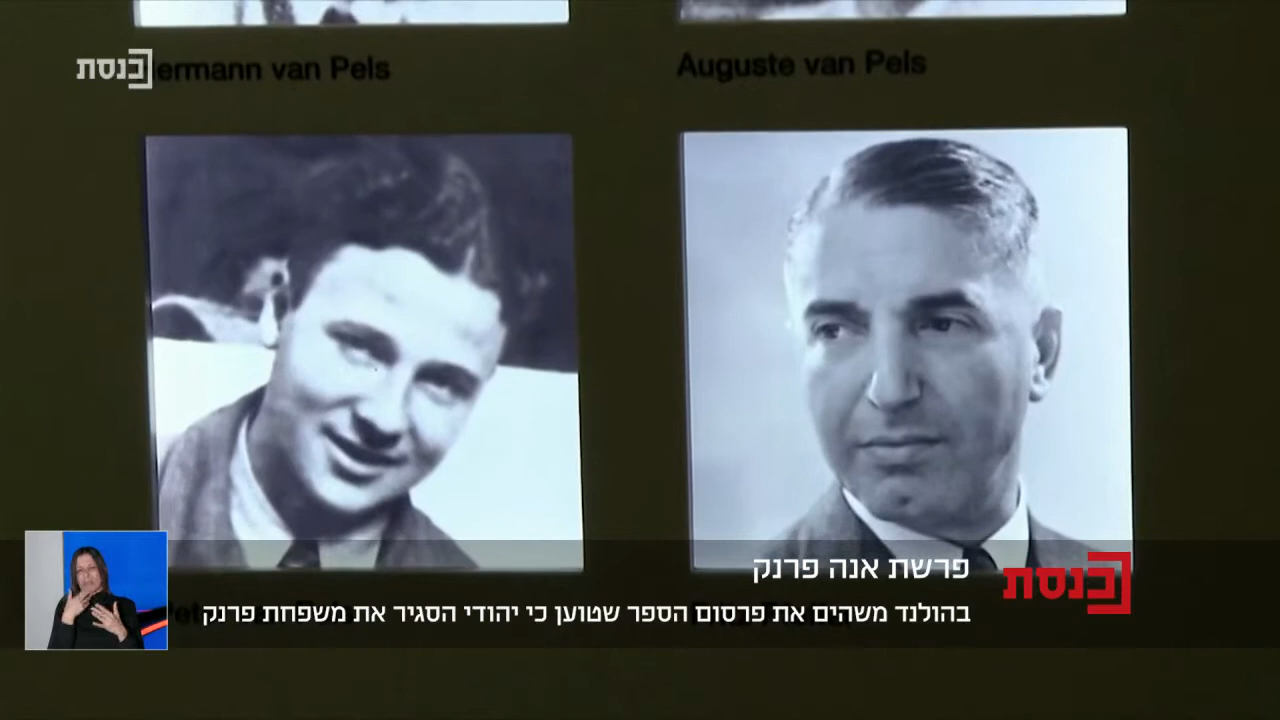 כנסת
Hermann van Pels
Auguste van Pels
פרשת אנה פרנק
כנסת
בהולנד משהים את פרסום הספר שטוען כי יהודי הסגיר את משפחת פרנק